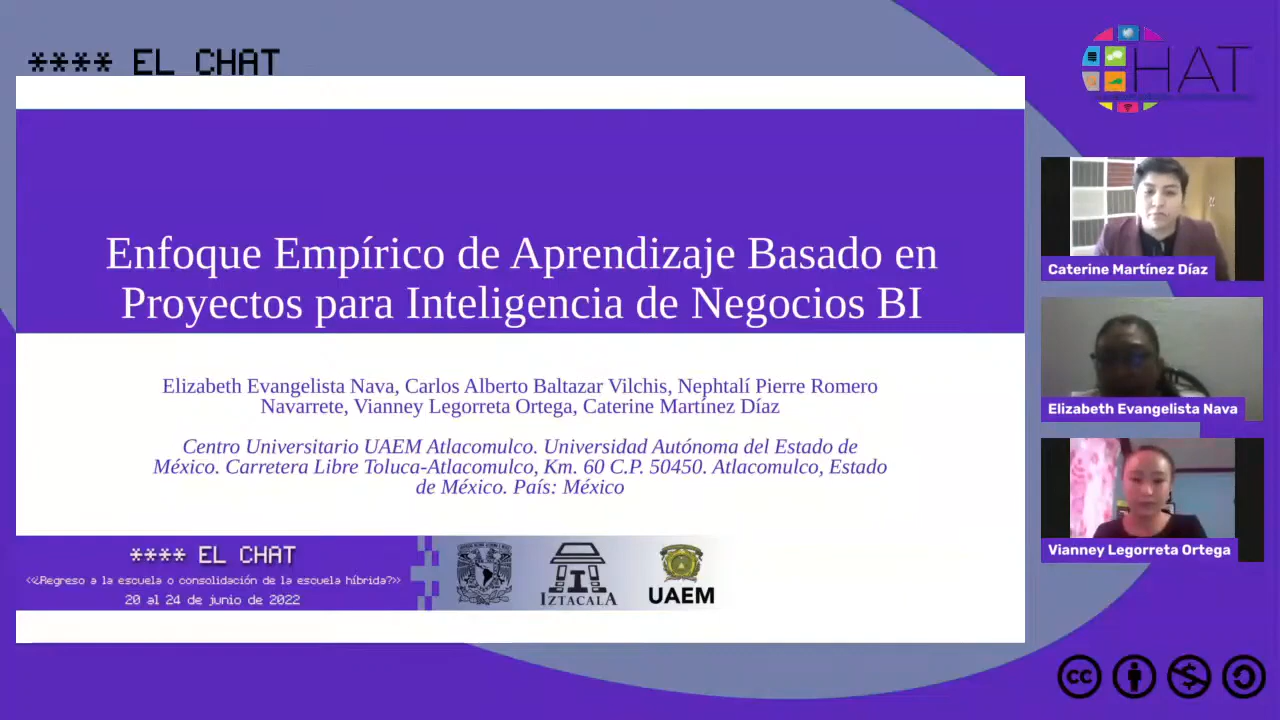 **** EL CHAT
HAT
Enfoque Empírico de Aprendizaje Basado en
Proyectos para Inteligencia de Negocios BI
Elizabeth Evangelista Nava, Carlos Alberto Baltazar Vilchis, Nephtalí Pierre Romero
Navarrete, Vianney Legorreta Ortega, Caterine Martínez Díaz
Centro Universitario UAEM Atlacomulco. Universidad Autónoma del Estado de
México. Carretera Libre Toluca-Atlacomulco, Km. 60 C.P. 50450. Atlacomulco, Estado
de México. País: México
**** EL CHAT
<<¿Regreso a la escuela o consolidación de la escuela híbrida?>>
20 al 24 de junio de 2022
IZTACALA
UAEM
Caterine Martínez Díaz
Elizabeth Evangelista Nava
Vianney Legorreta Ortega
cc